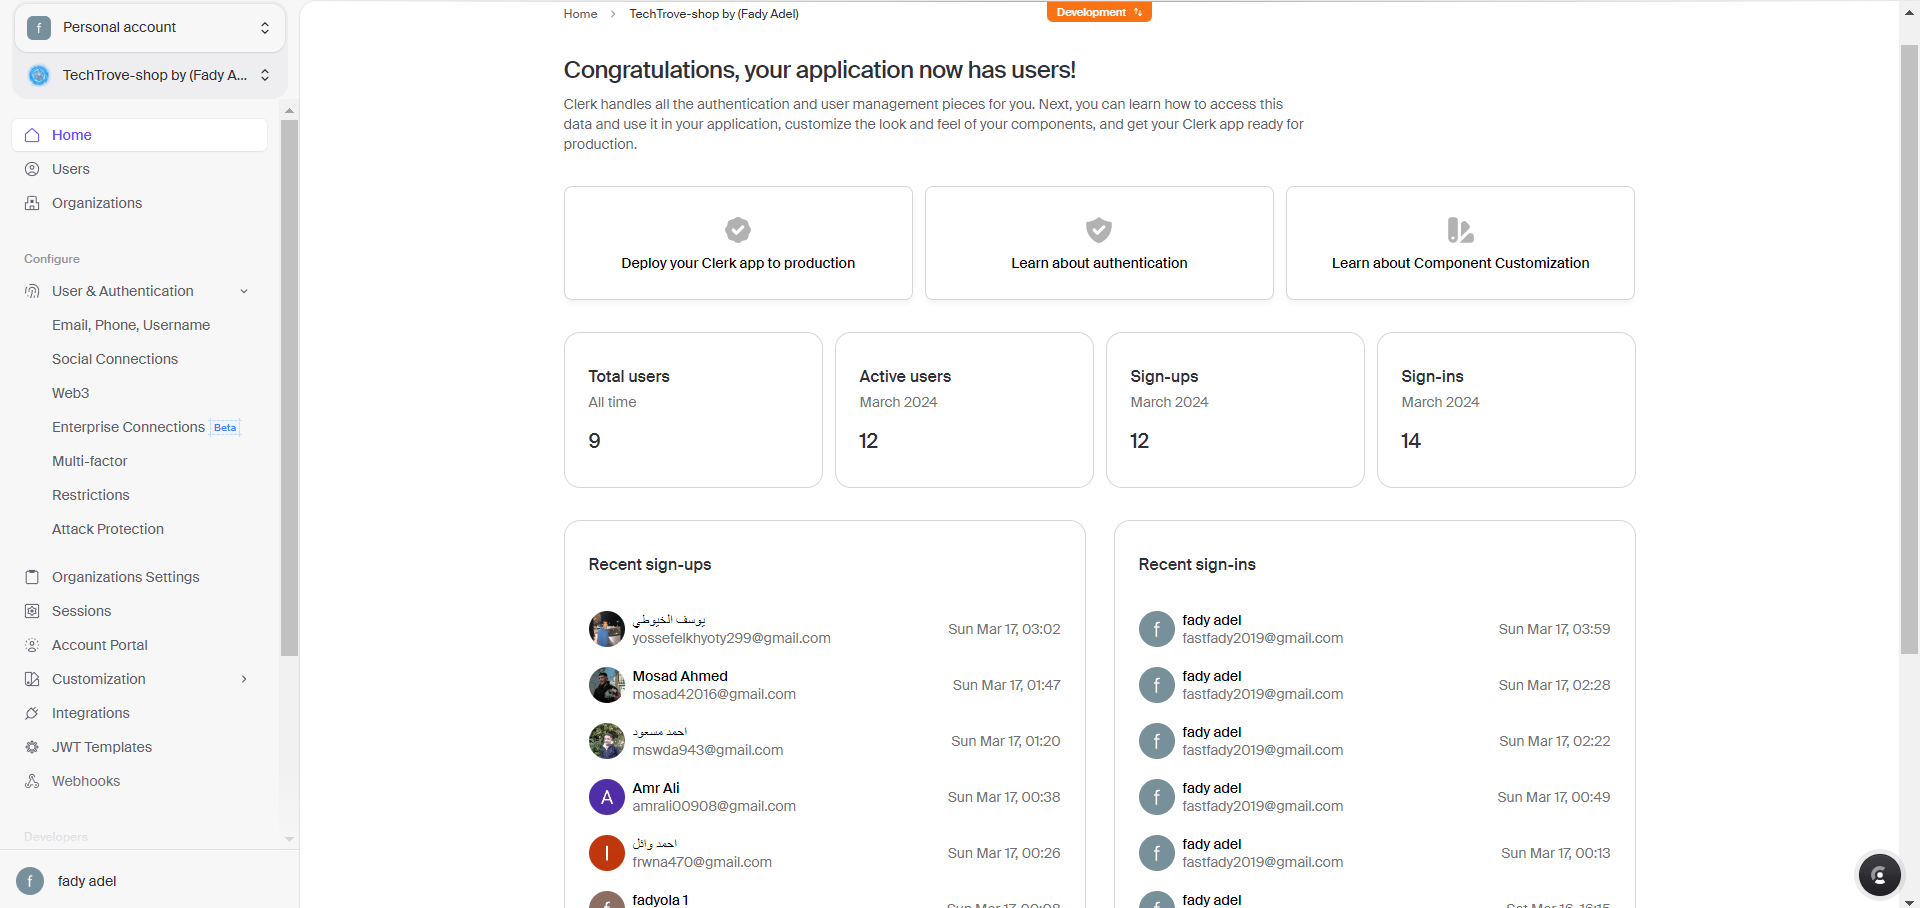 Personal account
TechTrove-shop by (Fady A...
Home
Users
Organizations
Configure
User & Authentication
Email, Phone, Username
Social Connections
Web3
Enterprise Connections Beta
Multi-factor
Restrictions
Attack Protection
Organizations Settings
Sessions
Account Portal
Customization
Integrations
JWT Templates
Webhooks
Developers
f fady adel
Home > TechTrove-shop by (Fady Adel)
Development
Congratulations, your application now has users!
Clerk handles all the authentication and user management pieces for you. Next, you can learn how to access this
data and use it in your application, customize the look and feel of your components, and get your Clerk app ready for
production.
Deploy your Clerk app to production
Learn about authentication
Learn about Component Customization
Total users
All time
9
Active users
March 2024
12
Sign-ups
March 2024
12
Sign-ins
March 2024
14
Recent sign-ups
يوسف الخيوطي
yossefelkhyoty299@gmail.com
Sun Mar 17, 03:02
Mosad Ahmed
mosad42016@gmail.com
Sun Mar 17, 01:47
احمد مسعود
mswda943@gmail.com
Sun Mar 17, 01:20
A
Amr Ali
amrali00908@gmail.com
Sun Mar 17, 00:38
احمد وائل
frwna470@gmail.com
Sun Mar 17, 00:26
fadyola 1
Sun Mar 17, 00:08
Recent sign-ins
f
fady adel
fastfady2019@gmail.com
Sun Mar 17, 03:59
f
fady adel
fastfady2019@gmail.com
Sun Mar 17, 02:28
f
fady adel
fastfady2019@gmail.com
Sun Mar 17, 02:22
f
fady adel
fastfady2019@gmail.com
Sun Mar 17, 00:49
f
fady adel
fastfady2019@gmail.com
Sun Mar 17, 00:13
fady adel
Sat Mar 16, 16:15